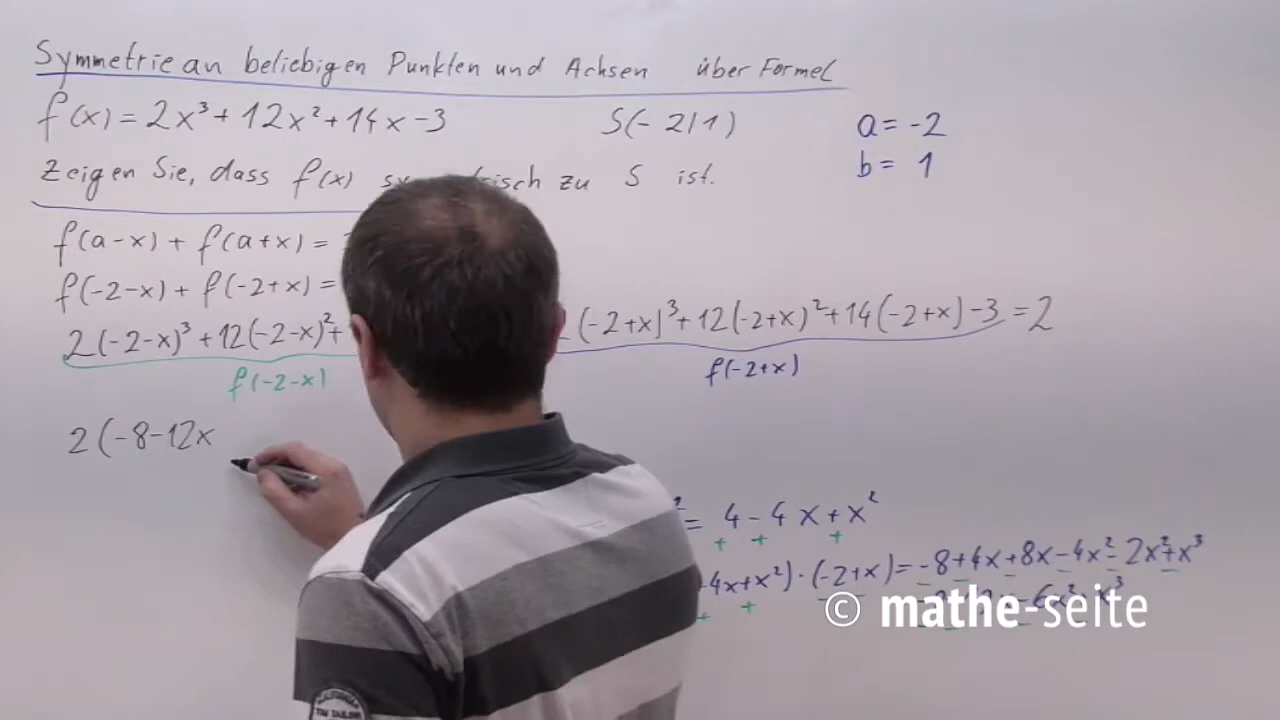 Symmetrie an beliebigen Punkten und Achsen über Formel
f(x) = 2x³ + 12x² + 14x - 3 S(-2/1) a = -2
b = 1
Zeigen Sie, dass f(x) zu S ist.
f(a-x) + f(a+x) =
f(-2-x) + f(-2+x) =
2(-2-x)³ + 12(-2-x)² + (-2+x)³ + 12(-2+x)² + 14(-2+x) - 3 = 2
f(-2-x) f(-2+x)
2(-8-12x
² = 4 - 4x + x²
4x + x²) · (-2+x) = -8 + 4x + 8x - 4x² - 2x² + x³
© mathe-seite